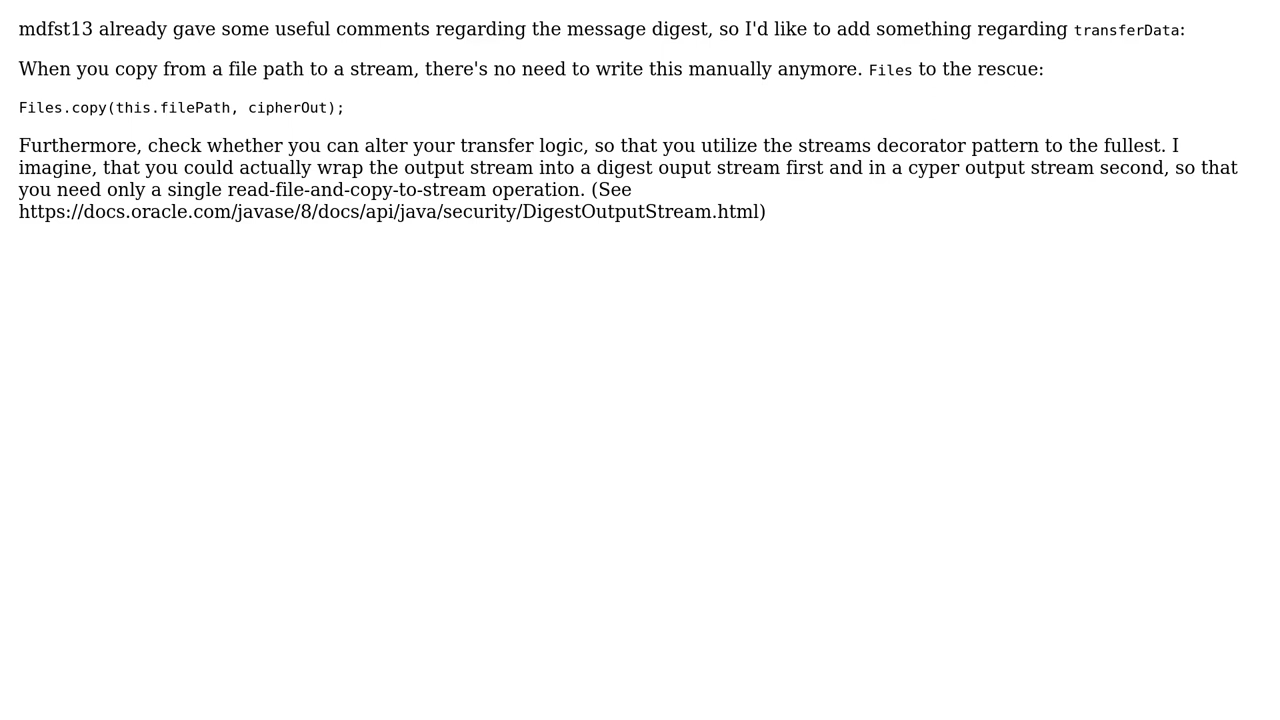 mdfst13 already gave some useful comments regarding the message digest, so I'd like to add something regarding transferData:
When you copy from a file path to a stream, there's no need to write this manually anymore. Files to the rescue:
Files.copy(this.filePath, cipherOut);
Furthermore, check whether you can alter your transfer logic, so that you utilize the streams decorator pattern to the fullest. I
imagine, that you could actually wrap the output stream into a digest ouput stream first and in a cyper output stream second, so that
you need only a single read-file-and-copy-to-stream operation. (See
https://docs.oracle.com/javase/8/docs/api/java/security/DigestOutputStream.html)